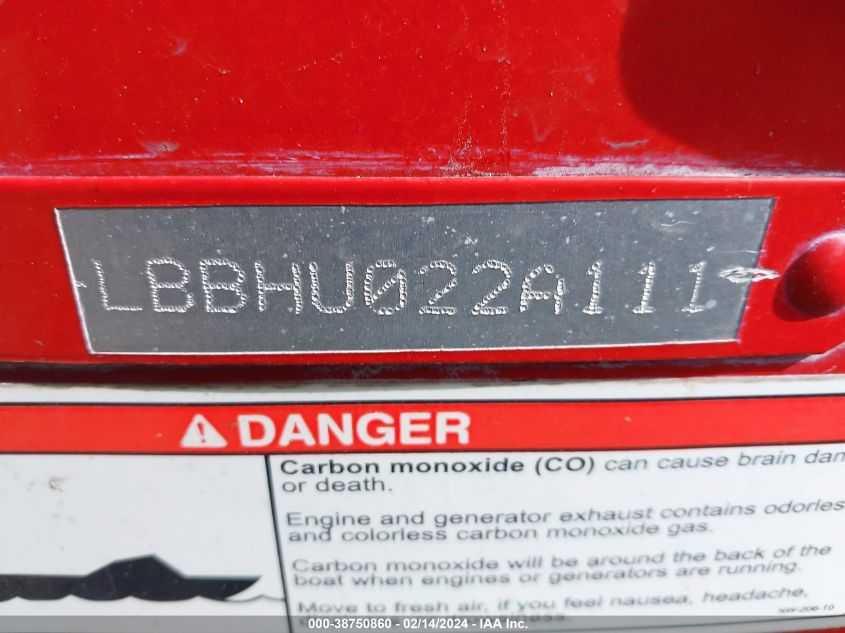 LBBHU022A111
DANGER
Carbon monoxide (CO) can cause brain dam
or death.
Engine and generator exhaust contains odorles
and colorless carbon monoxide gas.
Carbon monoxide will be around the back of the
boat when engines or generators are running.
Move to fresh air, if you feel nausea, headache,
000-38750860 - 02/14/2024 - IAA Inc.